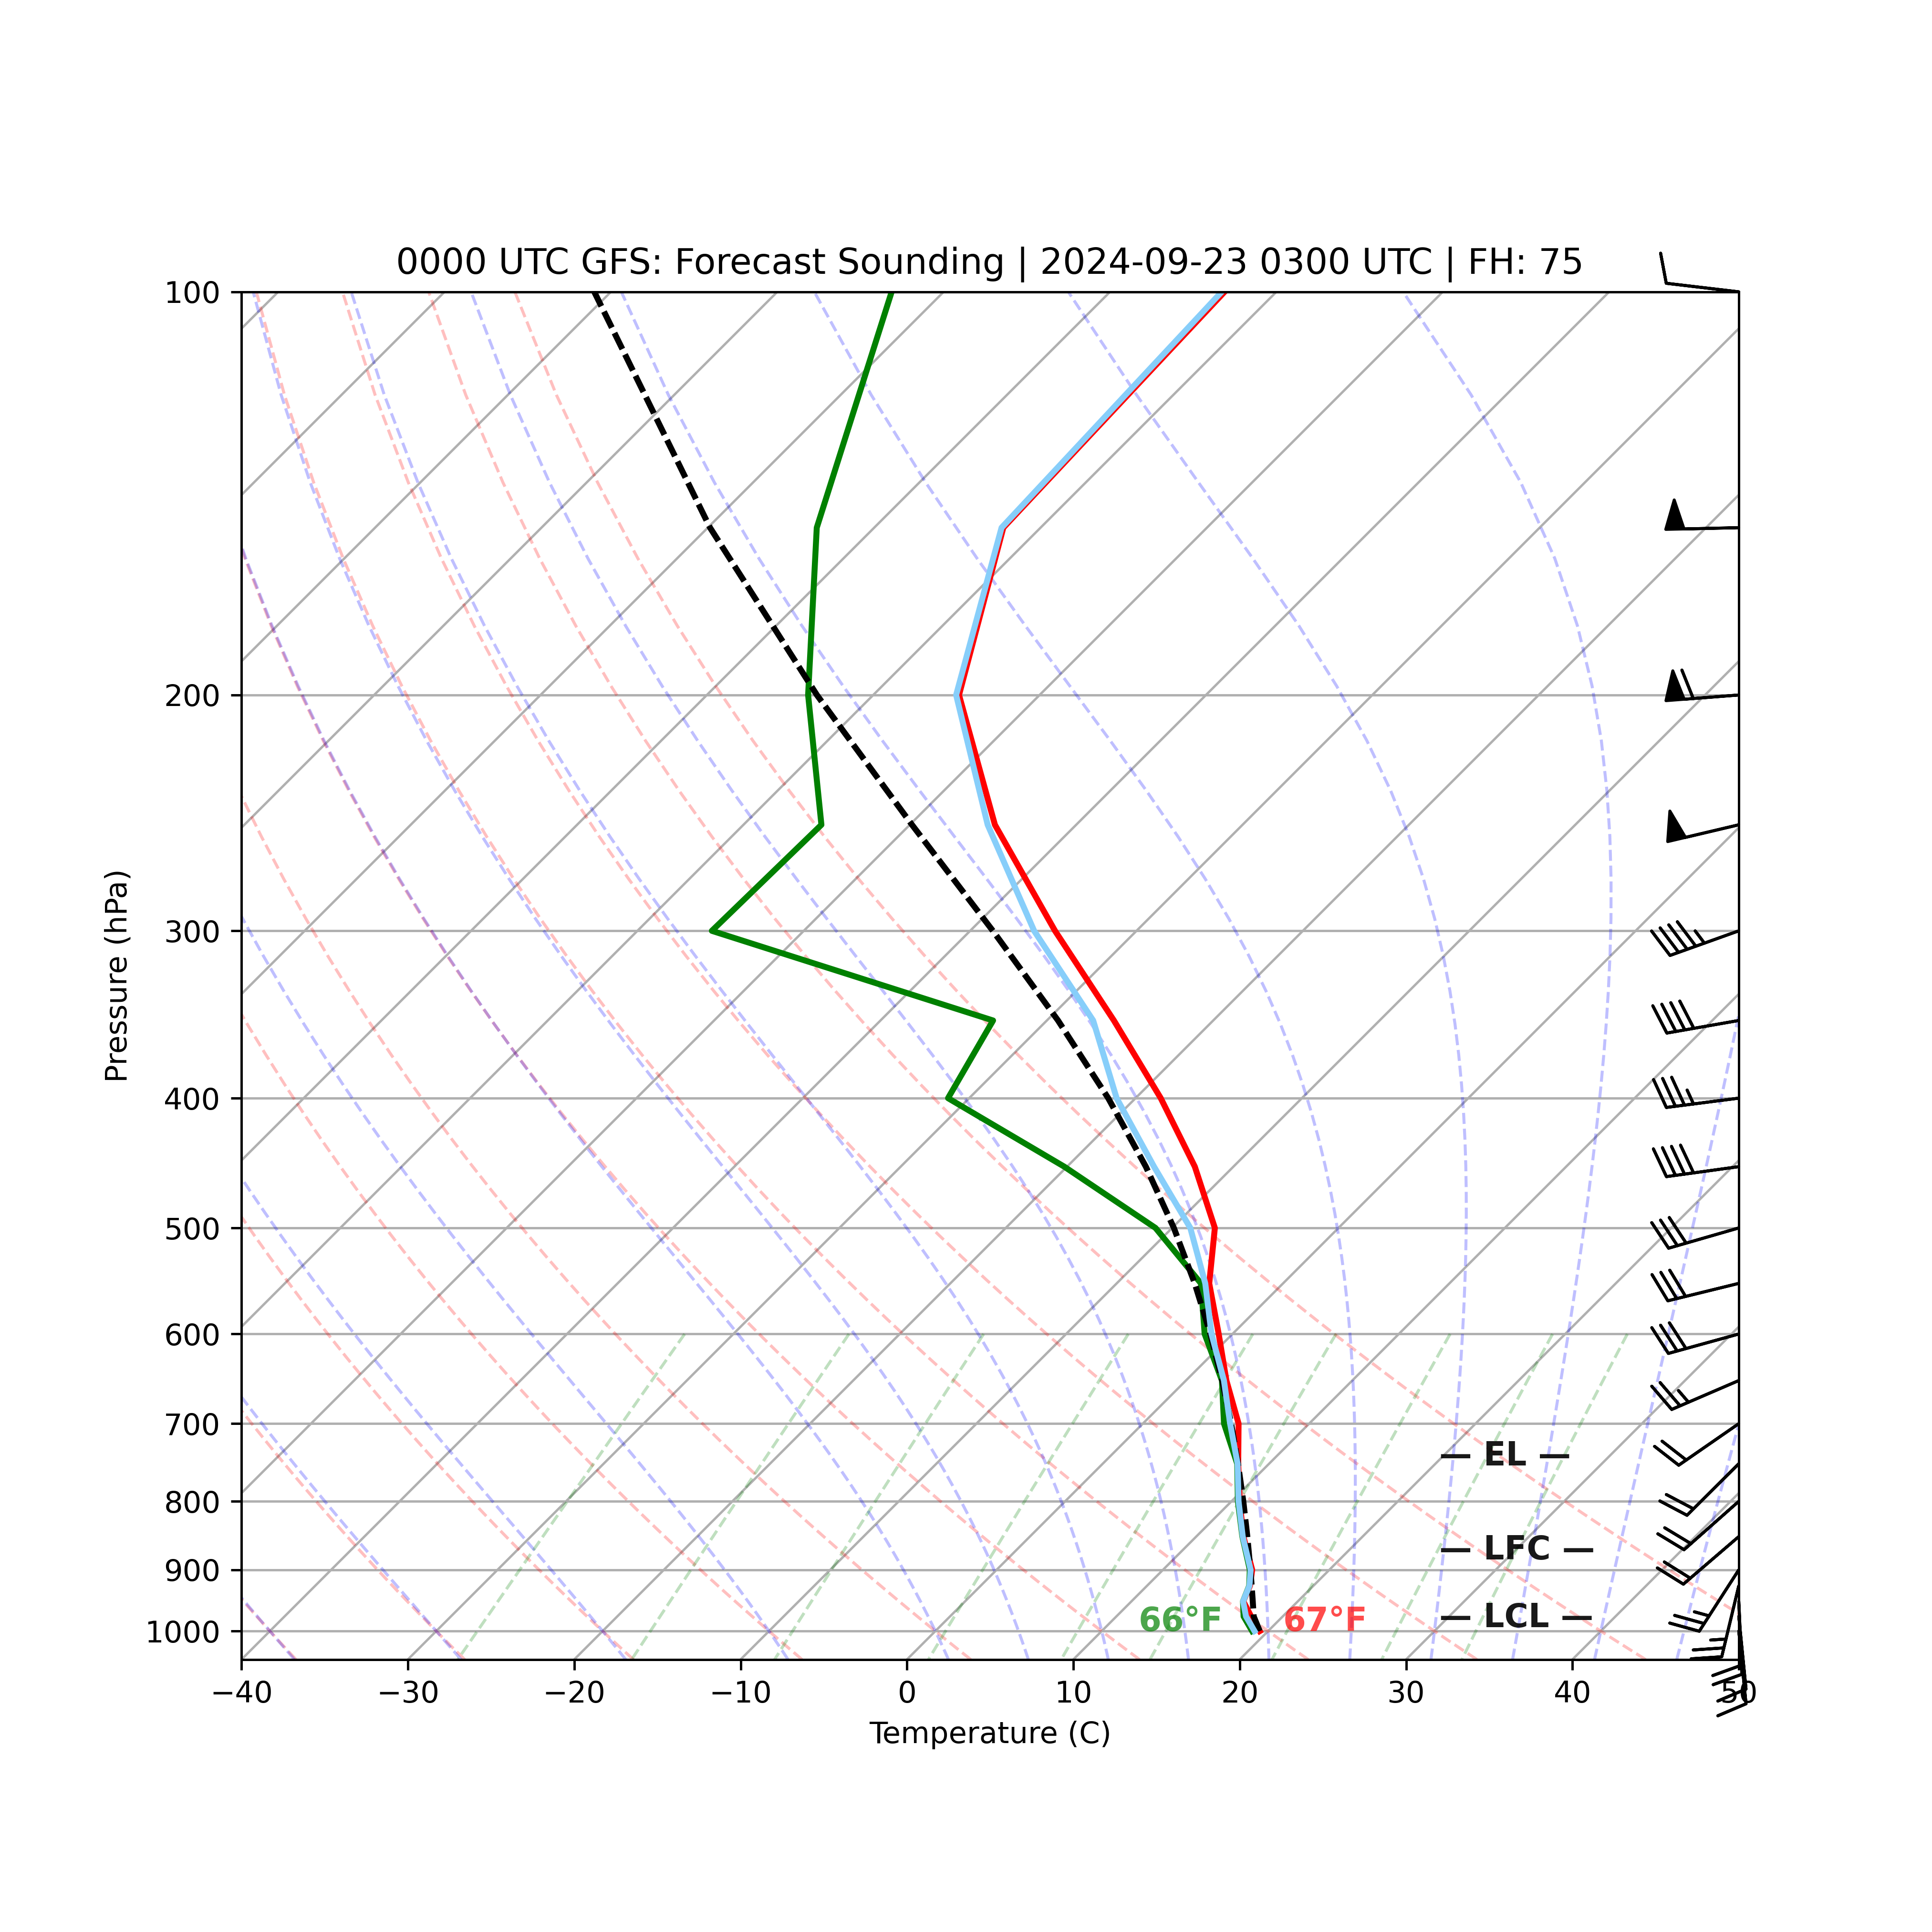 0000 UTC GFS: Forecast Sounding | 2024-09-23 0300 UTC | FH: 75
100
200
300
400
500
600
700
800
900
1000
Pressure (hPa)
— EL —
— LFC —
— LCL —
66°F 67°F
−40 −30 −20 −10 0 10 20 30 40 50
Temperature (C)